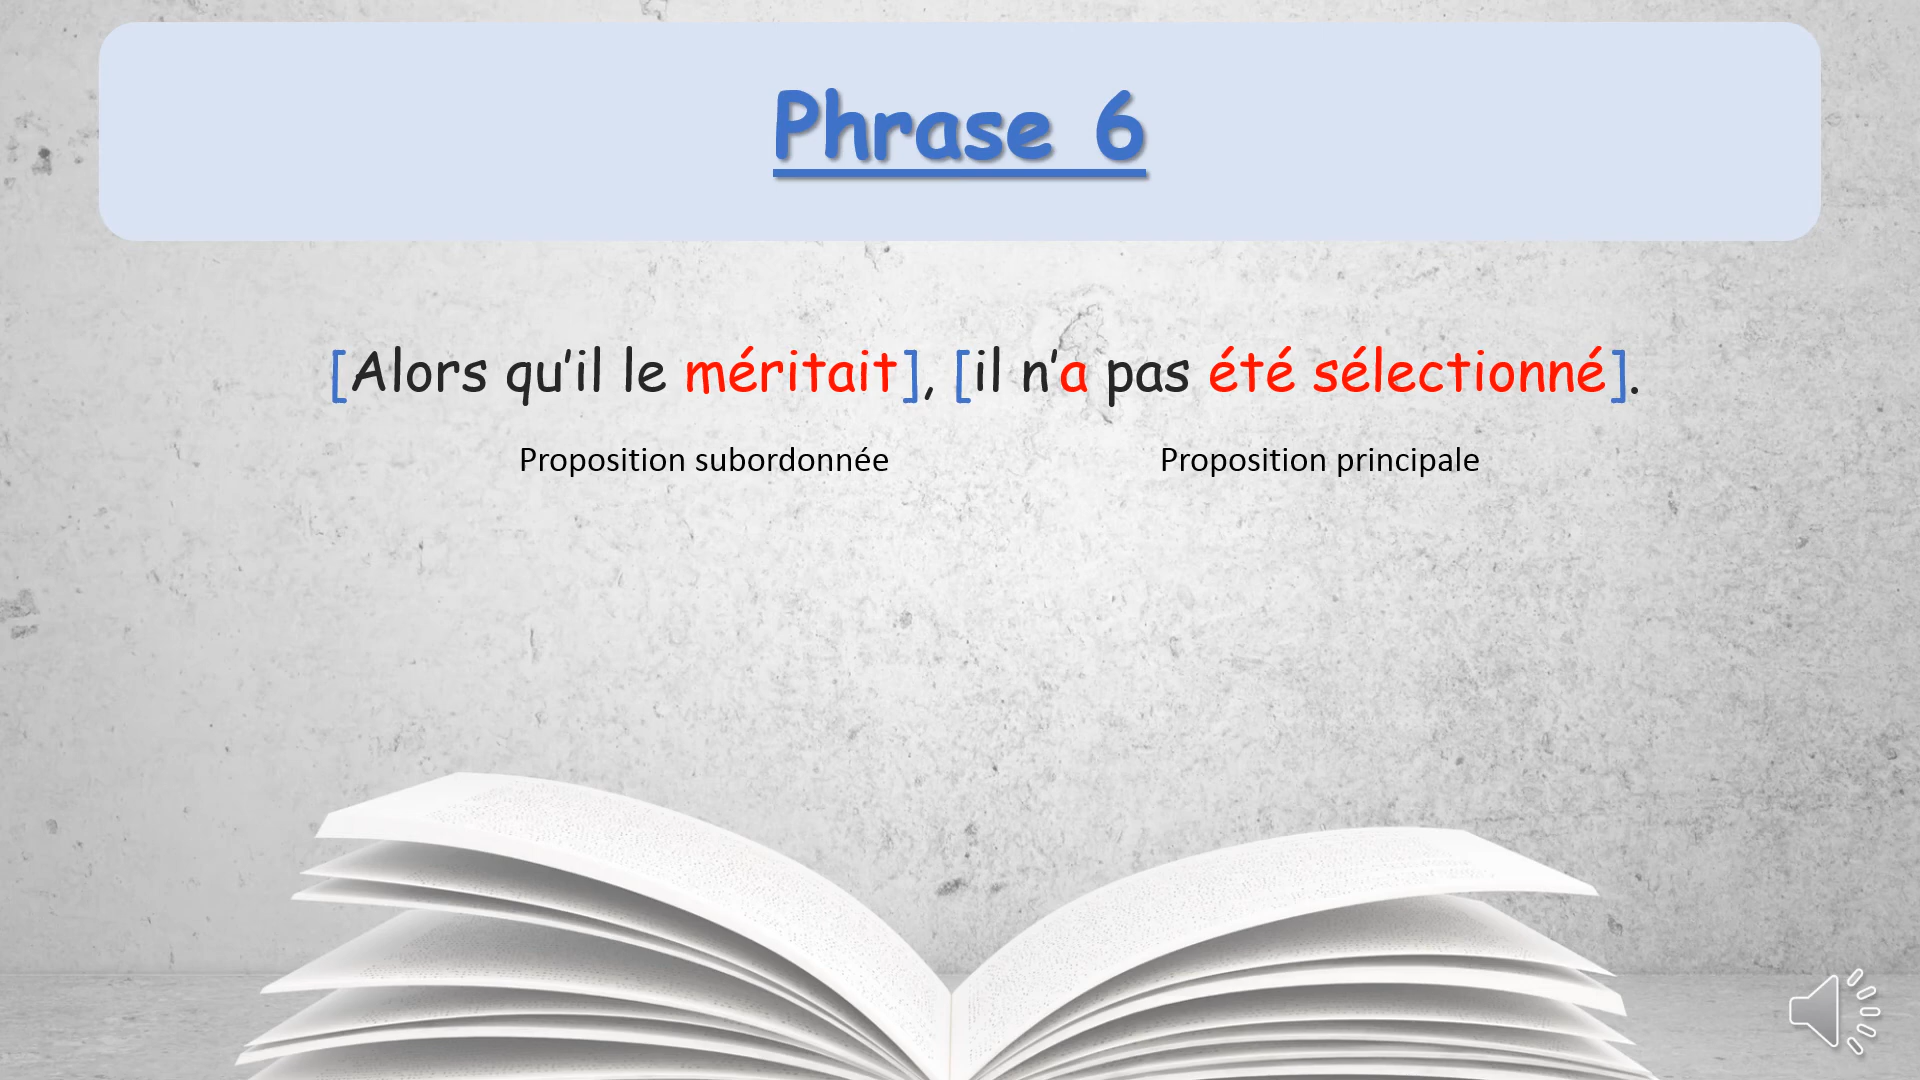 Phrase 6
[Alors qu’il le méritait], [il n’a pas été sélectionné].
Proposition subordonnée
Proposition principale